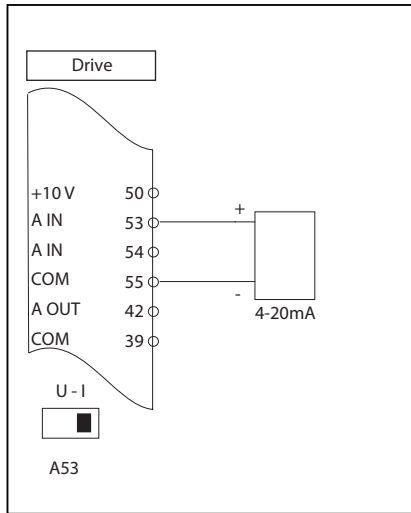 Drive
+10 V 50
A IN 53 +
A IN 54
COM 55 -
A OUT 42 4-20mA
COM 39
U - I
A53